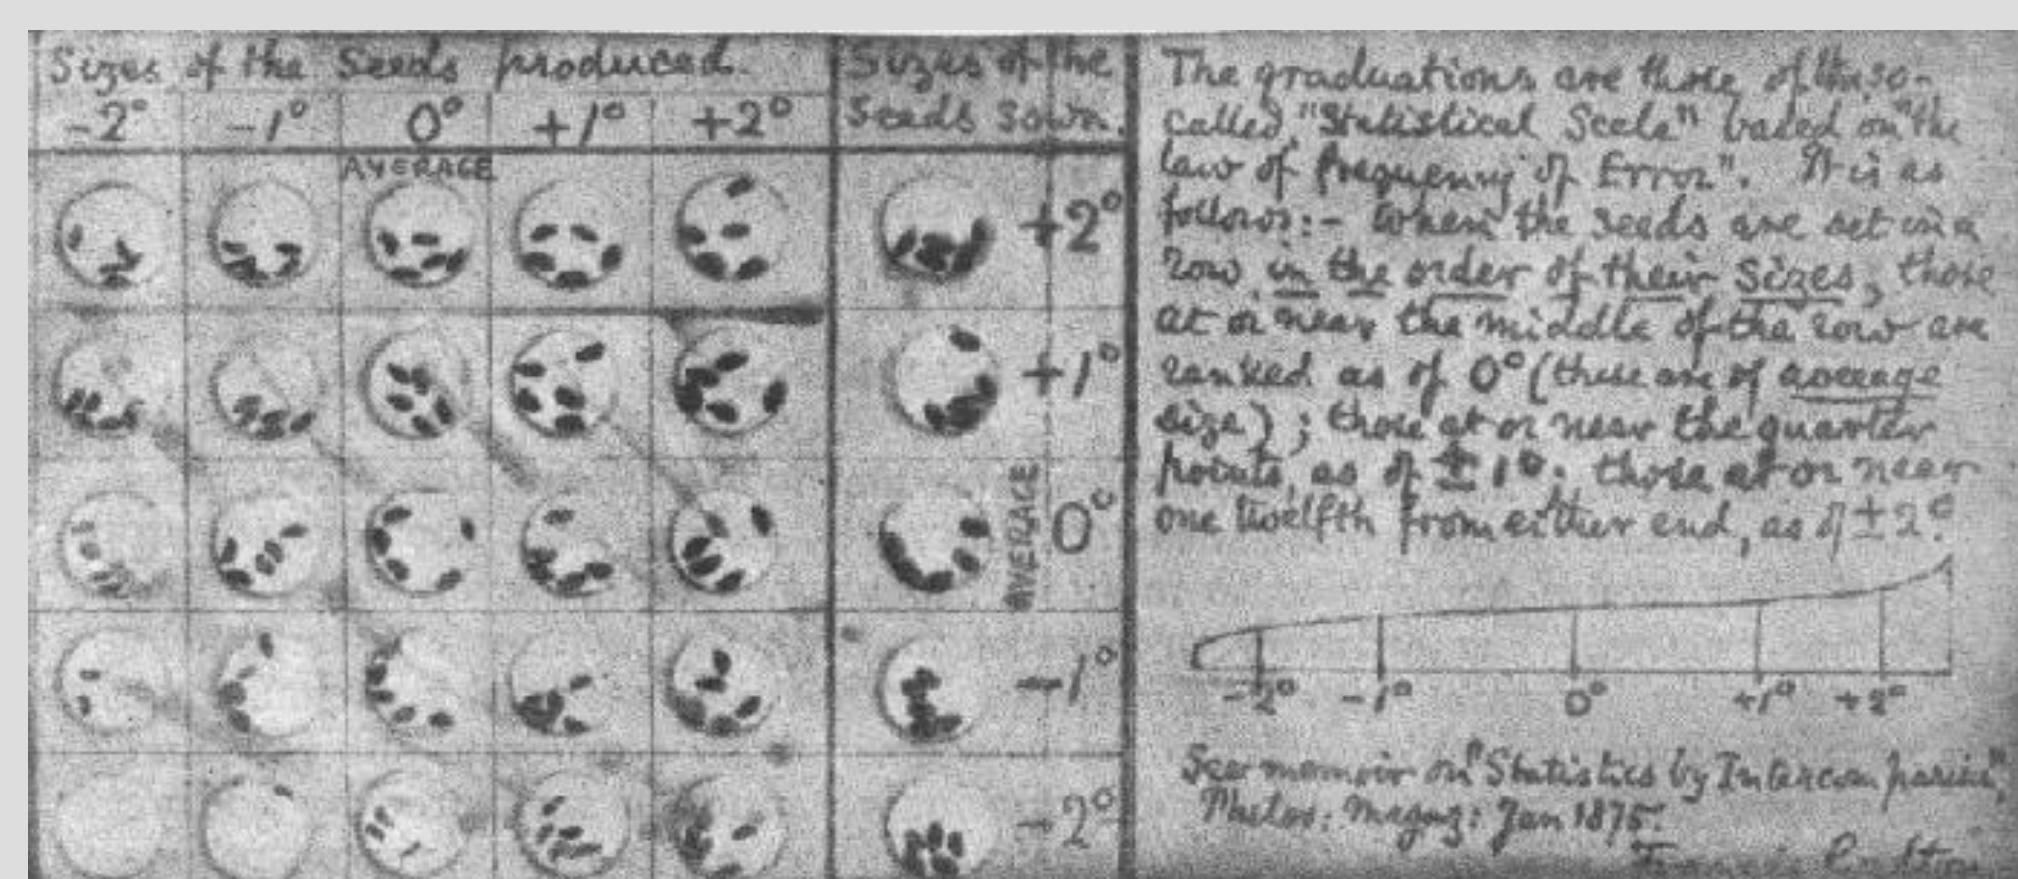 Sizes of the Seeds produced.
-2° -1° 0° +1° +2°
AVERAGE
Sizes of the
Seeds sown.
+2°
+1°
AVERAGE 0°
-1°
-2°
The graduations are those of the so-
called "Statistical Scale" based on the
law of Frequency of Error". It is as
follows:- When the seeds are set in a
row in the order of their sizes, those
at or near the middle of the row are
ranked as of 0° (these are of average
size); those at or near the quarter
points, as of ±1°. those at or near
one twelfth from either end, as of ±2°.
-2° -1° 0° +1° +2°
See memoir on "Statistics by Intercomparison",
Philos: Magaz: Jan 1875.
Francis Galton